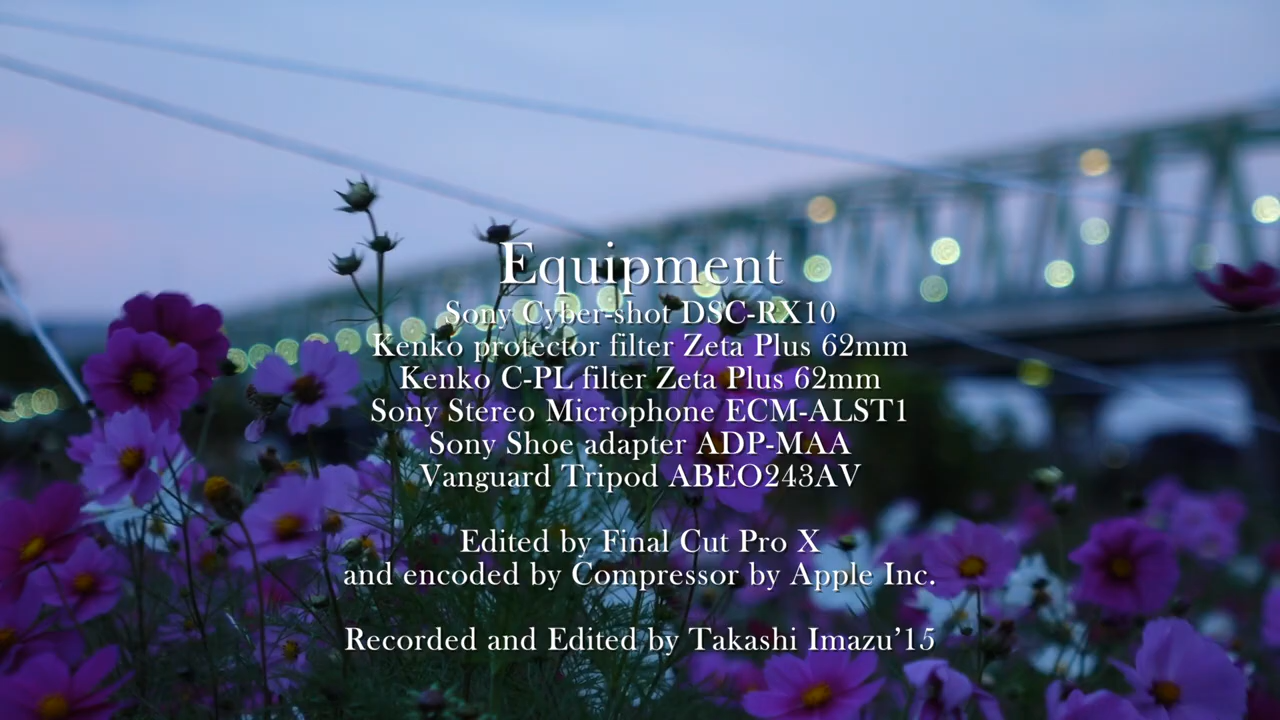 Equipment
Sony Cyber-shot DSC-RX10
Kenko protector filter Zeta Plus 62mm
Kenko C-PL filter Zeta Plus 62mm
Sony Stereo Microphone ECM-ALST1
Sony Shoe adapter ADP-MAA
Vanguard Tripod ABEO243AV
Edited by Final Cut Pro X
and encoded by Compressor by Apple Inc.
Recorded and Edited by Takashi Imazu’15